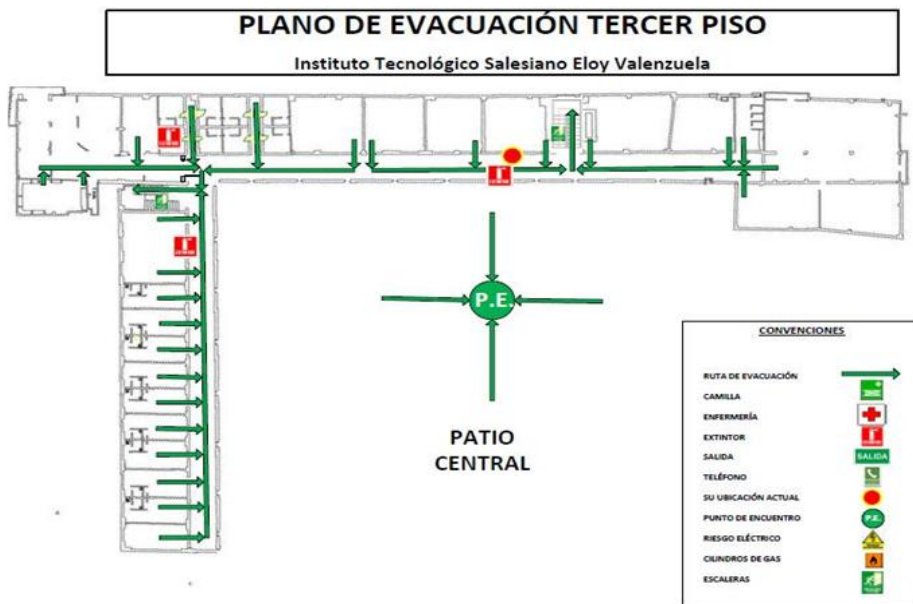 PLANO DE EVACUACIÓN TERCER PISO
Instituto Tecnológico Salesiano Eloy Valenzuela
P.E.
PATIO
CENTRAL
CONVENCIONES
RUTA DE EVACUACIÓN
CAMILLA
ENFERMERÍA
EXTINTOR
SALIDA
SALIDA
TELÉFONO
SU UBICACIÓN ACTUAL
PUNTO DE ENCUENTRO
P.E.
RIESGO ELÉCTRICO
CILINDROS DE GAS
ESCALERAS